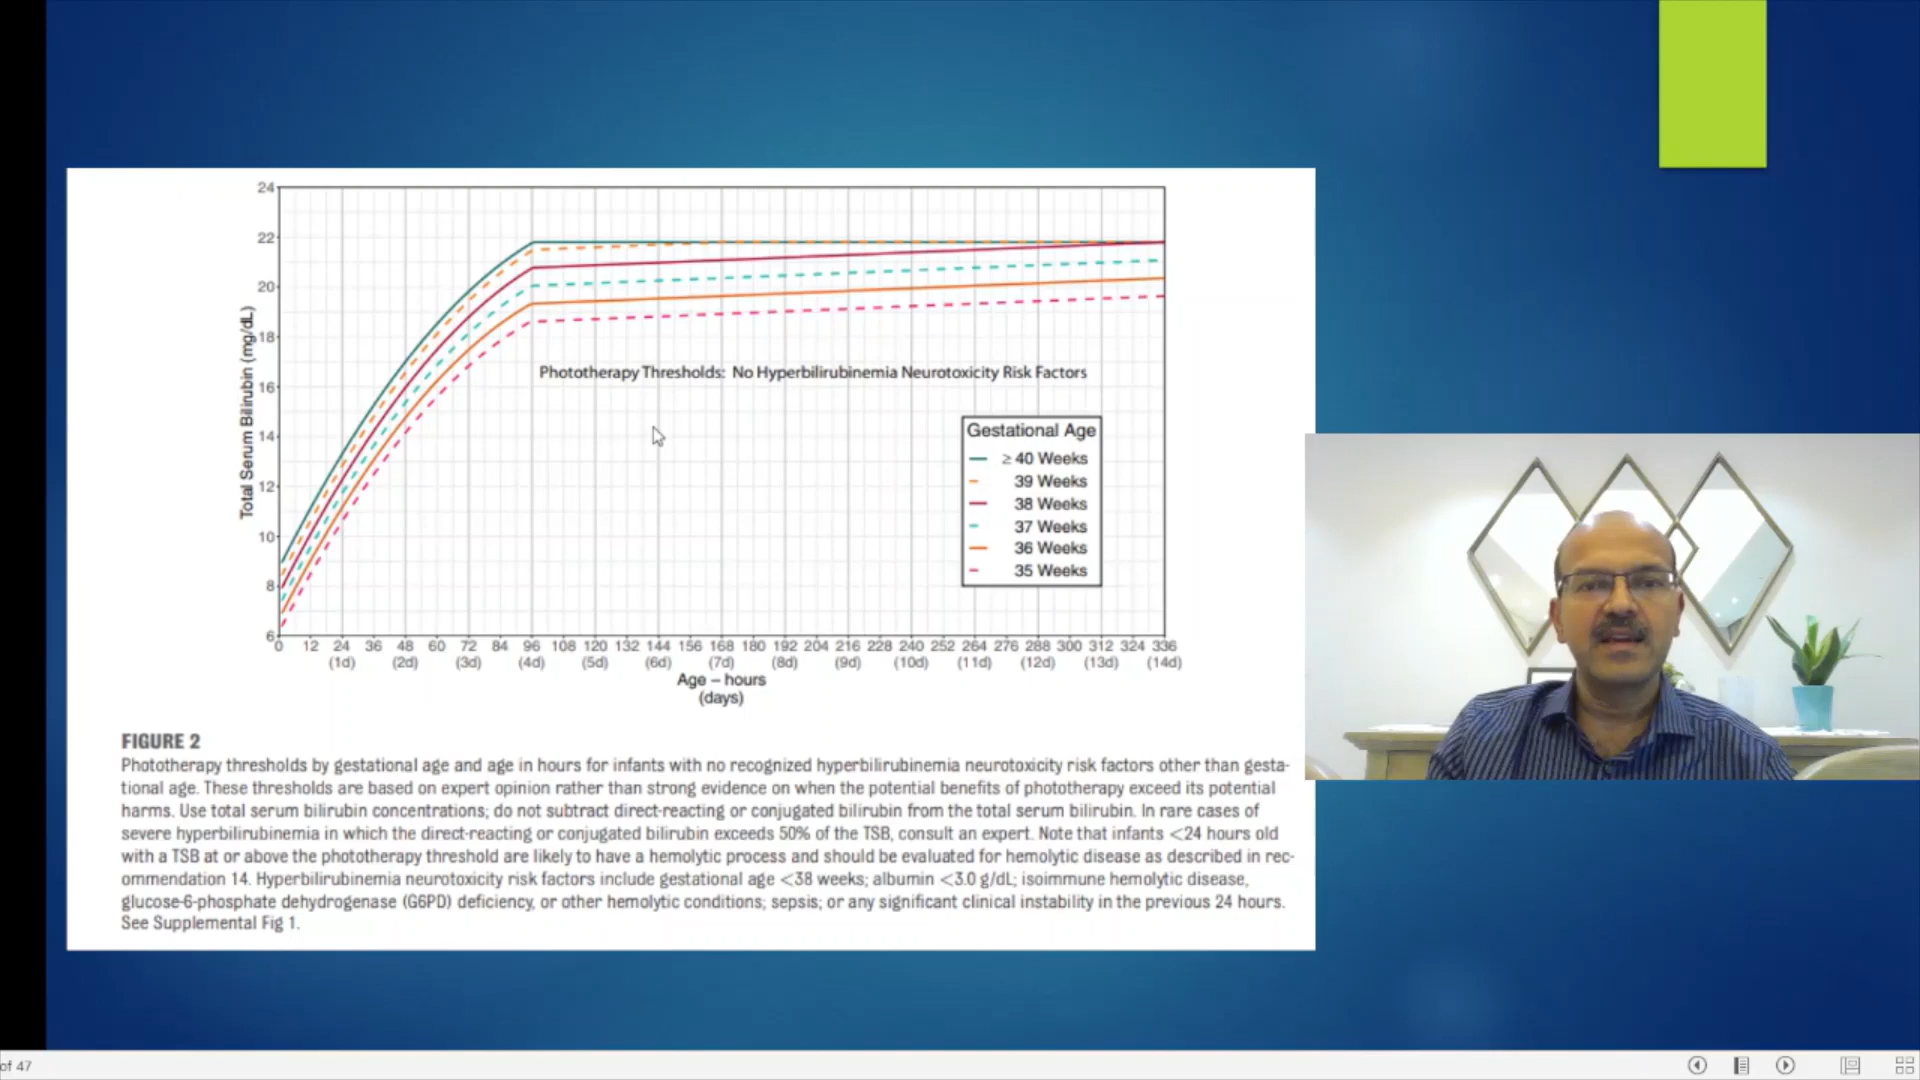 24
22
20
18
16
14
12
10
8
6
Total Serum Bilirubin (mg/dL)
Phototherapy Thresholds: No Hyperbilirubinemia Neurotoxicity Risk Factors
Gestational Age
≥ 40 Weeks
39 Weeks
38 Weeks
37 Weeks
36 Weeks
35 Weeks
0 12 24 36 48 60 72 84 96 108 120 132 144 156 168 180 192 204 216 228 240 252 264 276 288 300 312 324 336
(1d) (2d) (3d) (4d) (5d) (6d) (7d) (8d) (9d) (10d) (11d) (12d) (13d) (14d)
Age – hours
(days)
FIGURE 2
Phototherapy thresholds by gestational age and age in hours for infants with no recognized hyperbilirubinemia neurotoxicity risk factors other than gesta-
tional age. These thresholds are based on expert opinion rather than strong evidence on when the potential benefits of phototherapy exceed its potential
harms. Use total serum bilirubin concentrations; do not subtract direct-reacting or conjugated bilirubin from the total serum bilirubin. In rare cases of
severe hyperbilirubinemia in which the direct-reacting or conjugated bilirubin exceeds 50% of the TSB, consult an expert. Note that infants <24 hours old
with a TSB at or above the phototherapy threshold are likely to have a hemolytic process and should be evaluated for hemolytic disease as described in rec-
ommendation 14. Hyperbilirubinemia neurotoxicity risk factors include gestational age <38 weeks; albumin <3.0 g/dL; isoimmune hemolytic disease,
glucose-6-phosphate dehydrogenase (G6PD) deficiency, or other hemolytic conditions; sepsis; or any significant clinical instability in the previous 24 hours.
See Supplemental Fig 1.
of 47